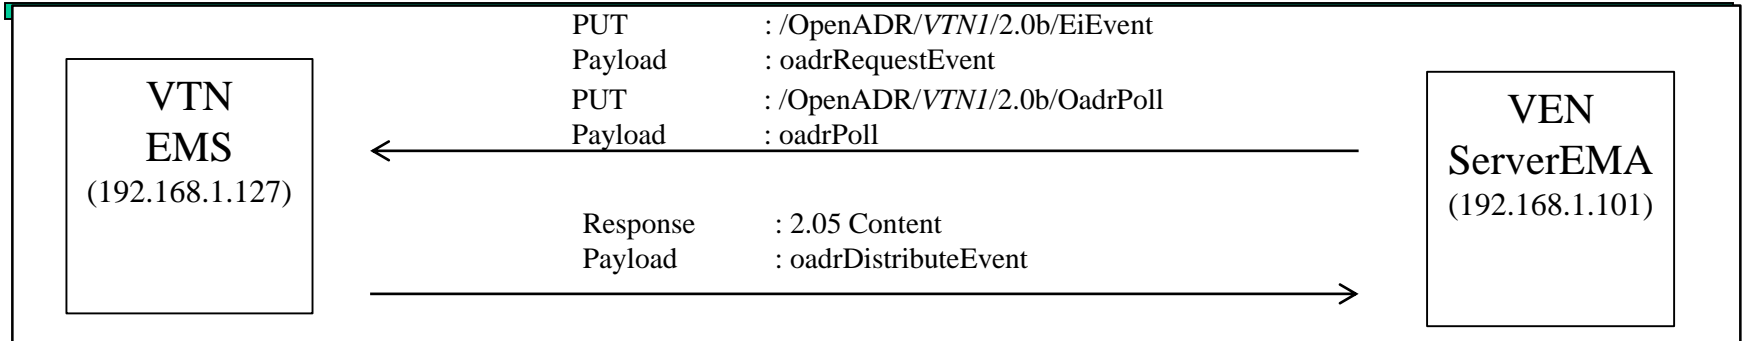 PUT : /OpenADR/VTN1/2.0b/EiEvent
Payload : oadrRequestEvent
PUT : /OpenADR/VTN1/2.0b/OadrPoll
Payload : oadrPoll
VTN
EMS
(192.168.1.127)
VEN
ServerEMA
(192.168.1.101)
Response : 2.05 Content
Payload : oadrDistributeEvent